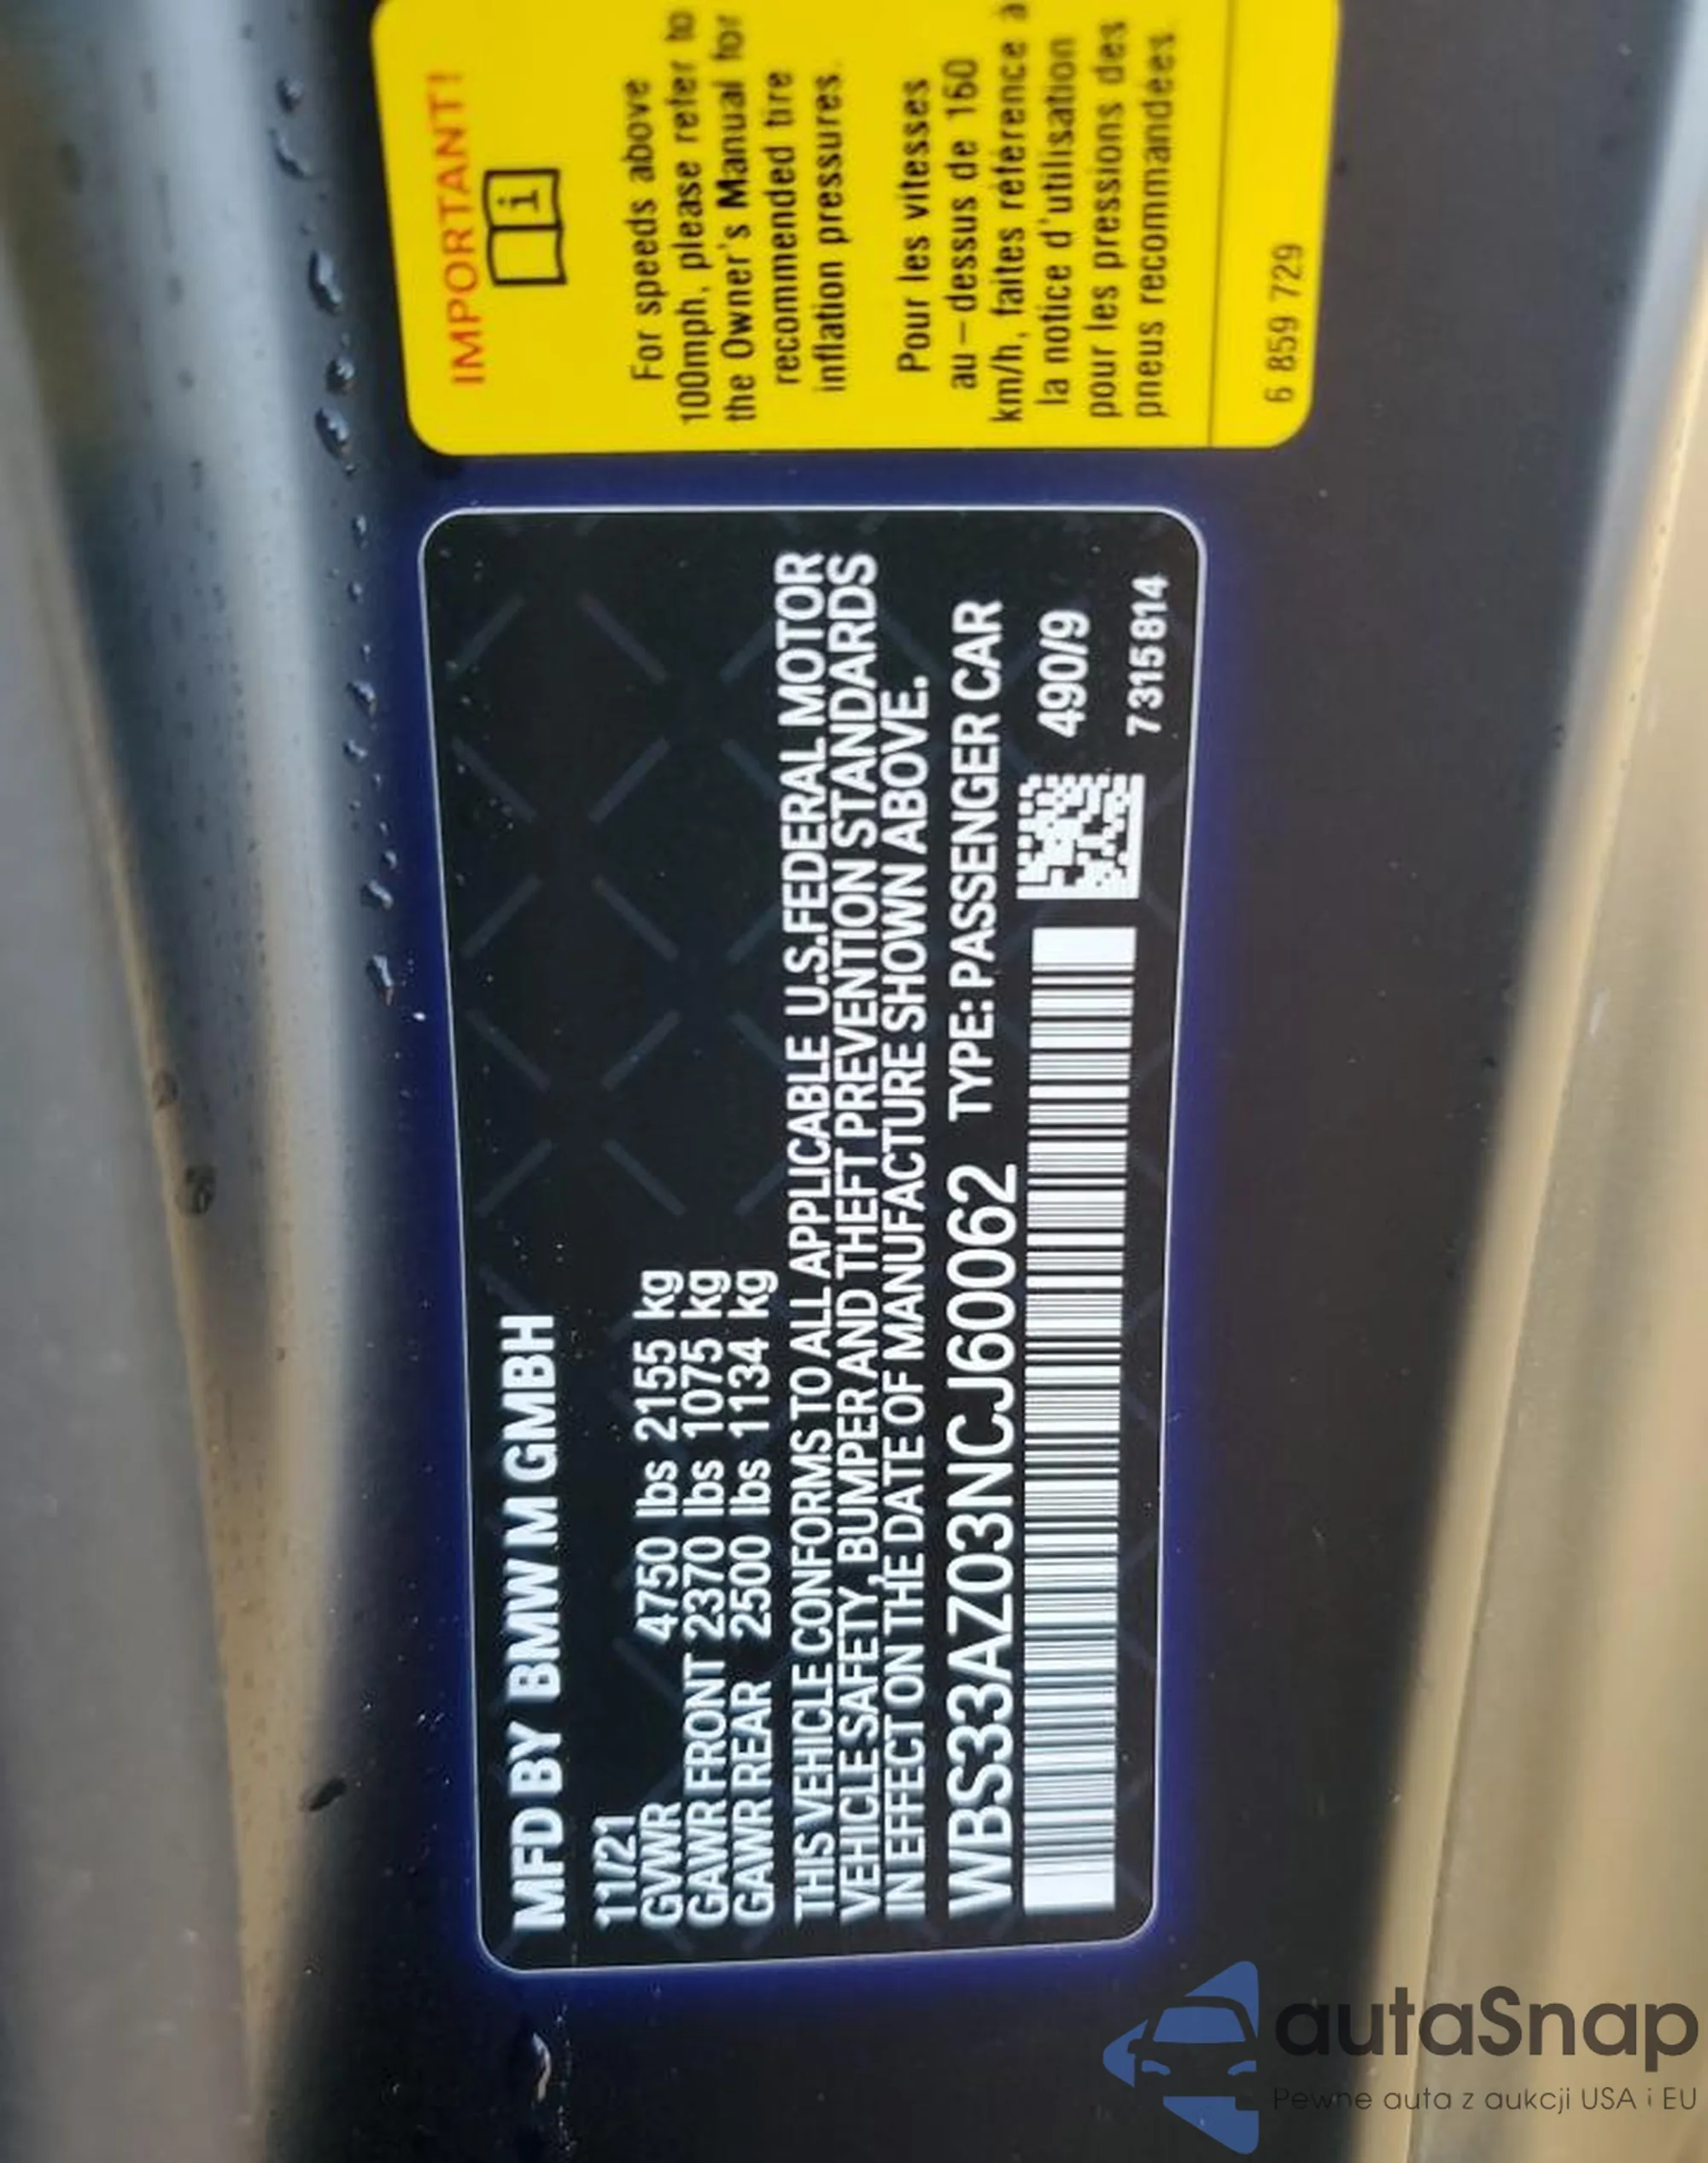 MFD BY BMW M GMBH
11/21
GVWR 4750 lbs 2155 kg
GAWR FRONT 2370 lbs 1075 kg
GAWR REAR 2500 lbs 1134 kg
THIS VEHICLE CONFORMS TO ALL APPLICABLE U.S.FEDERAL MOTOR
VEHICLE SAFETY, BUMPER AND THEFT PREVENTION STANDARDS
IN EFFECT ON THE DATE OF MANUFACTURE SHOWN ABOVE.
WBS33AZ03NCJ60062 TYPE: PASSENGER CAR
490/9
7315814
IMPORTANT!
i
For speeds above
100mph, please refer to
the Owner's Manual for
recommended tire
inflation pressures.
Pour les vitesses
au-dessus de 160
km/h, faites référence à
la notice d'utilisation
pour les pressions des
pneus recommandées.
6 859 729
autaSnap
Pewne auta z aukcji USA i EU